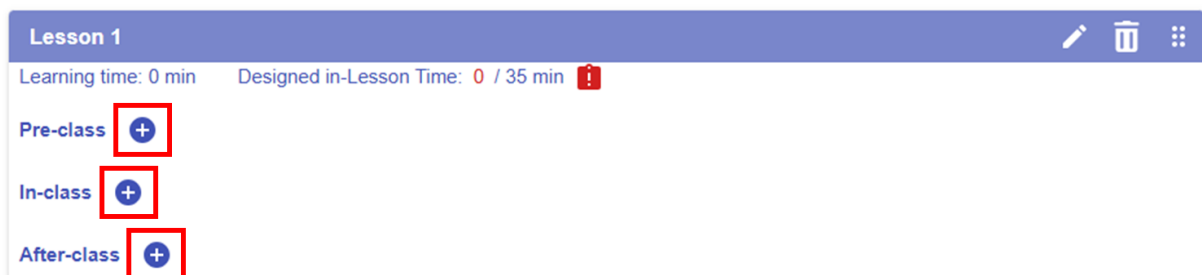 Lesson 1
Learning time: 0 min Designed in-Lesson Time: 0 / 35 min
Pre-class
In-class
After-class